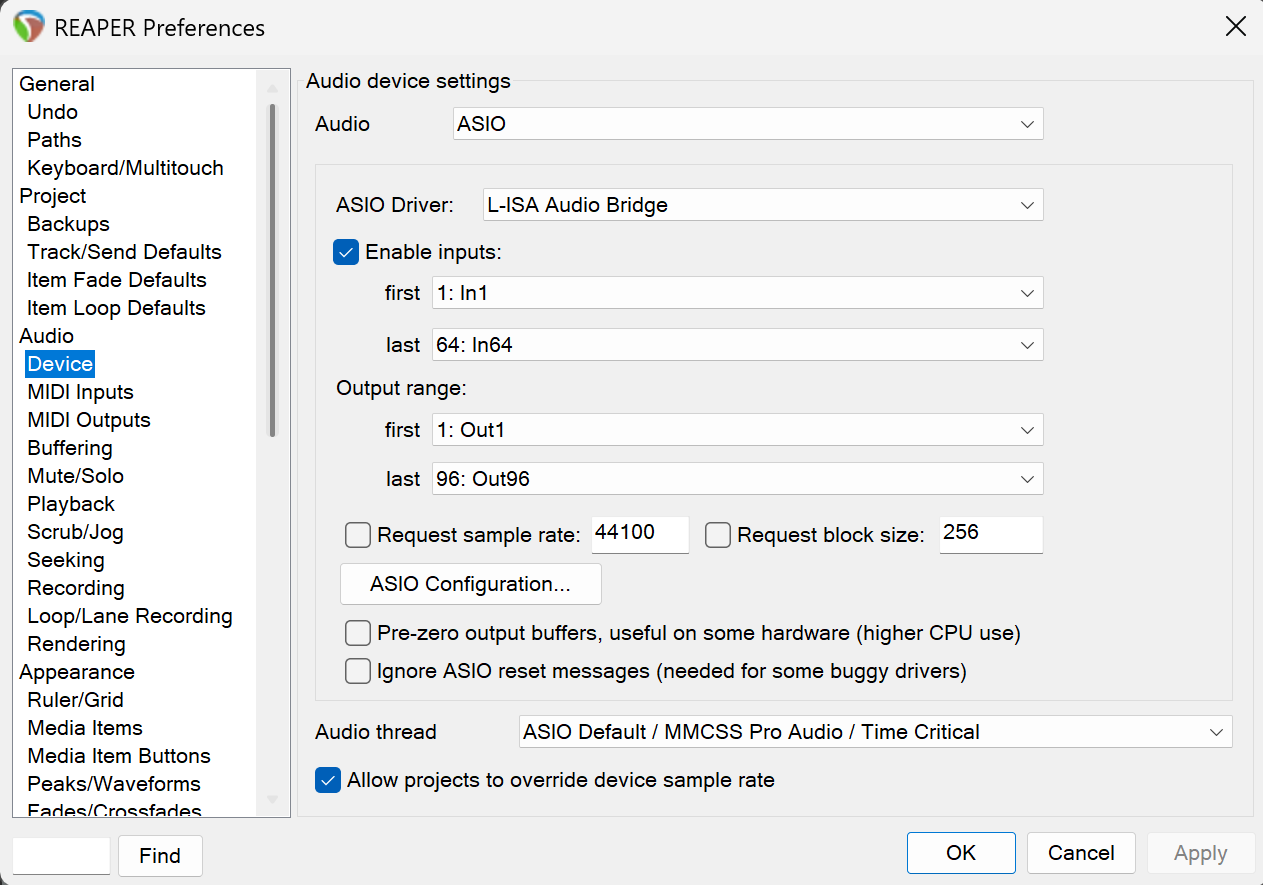 REAPER Preferences
General
Undo
Paths
Keyboard/Multitouch
Project
Backups
Track/Send Defaults
Item Fade Defaults
Item Loop Defaults
Audio
Device
MIDI Inputs
MIDI Outputs
Buffering
Mute/Solo
Playback
Scrub/Jog
Seeking
Recording
Loop/Lane Recording
Rendering
Appearance
Ruler/Grid
Media Items
Media Item Buttons
Peaks/Waveforms
Fades/Crossfades
Find
Audio device settings
Audio ASIO
ASIO Driver: L-ISA Audio Bridge
Enable inputs:
first 1: In1
last 64: In64
Output range:
first 1: Out1
last 96: Out96
Request sample rate: 44100 Request block size: 256
ASIO Configuration...
Pre-zero output buffers, useful on some hardware (higher CPU use)
Ignore ASIO reset messages (needed for some buggy drivers)
Audio thread ASIO Default / MMCSS Pro Audio / Time Critical
Allow projects to override device sample rate
OK Cancel Apply